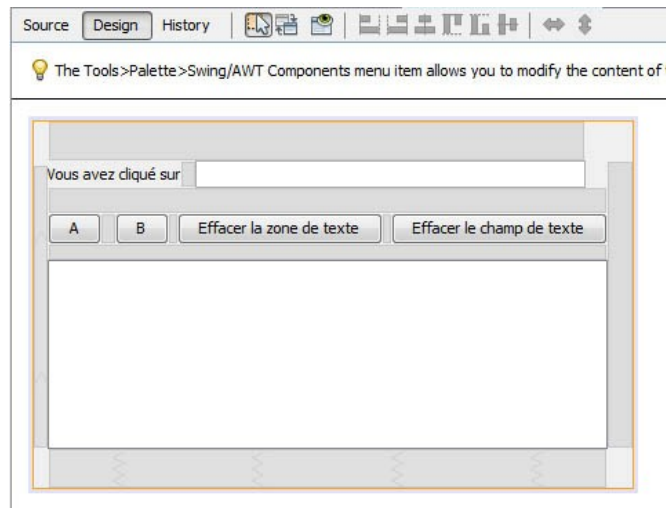 Source Design History
The Tools>Palette>Swing/AWT Components menu item allows you to modify the content of
Vous avez cliqué sur
A B Effacer la zone de texte Effacer le champ de texte